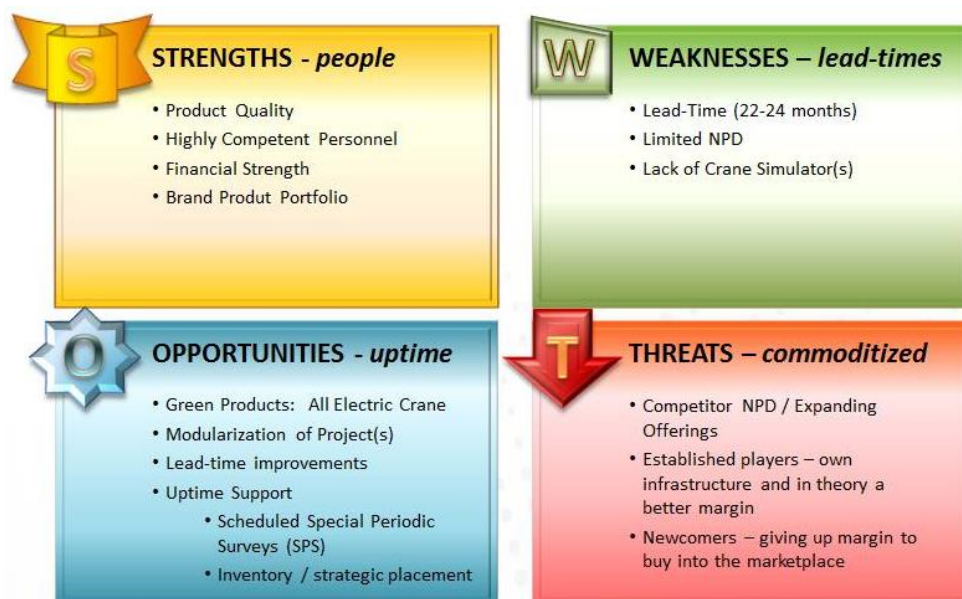 S
STRENGTHS - people
• Product Quality
• Highly Competent Personnel
• Financial Strength
• Brand Produt Portfolio
W
WEAKNESSES – lead-times
• Lead-Time (22-24 months)
• Limited NPD
• Lack of Crane Simulator(s)
O
OPPORTUNITIES - uptime
• Green Products: All Electric Crane
• Modularization of Project(s)
• Lead-time improvements
• Uptime Support
• Scheduled Special Periodic
Surveys (SPS)
• Inventory / strategic placement
T
THREATS – commoditized
• Competitor NPD / Expanding
Offerings
• Established players – own
infrastructure and in theory a
better margin
• Newcomers – giving up margin to
buy into the marketplace